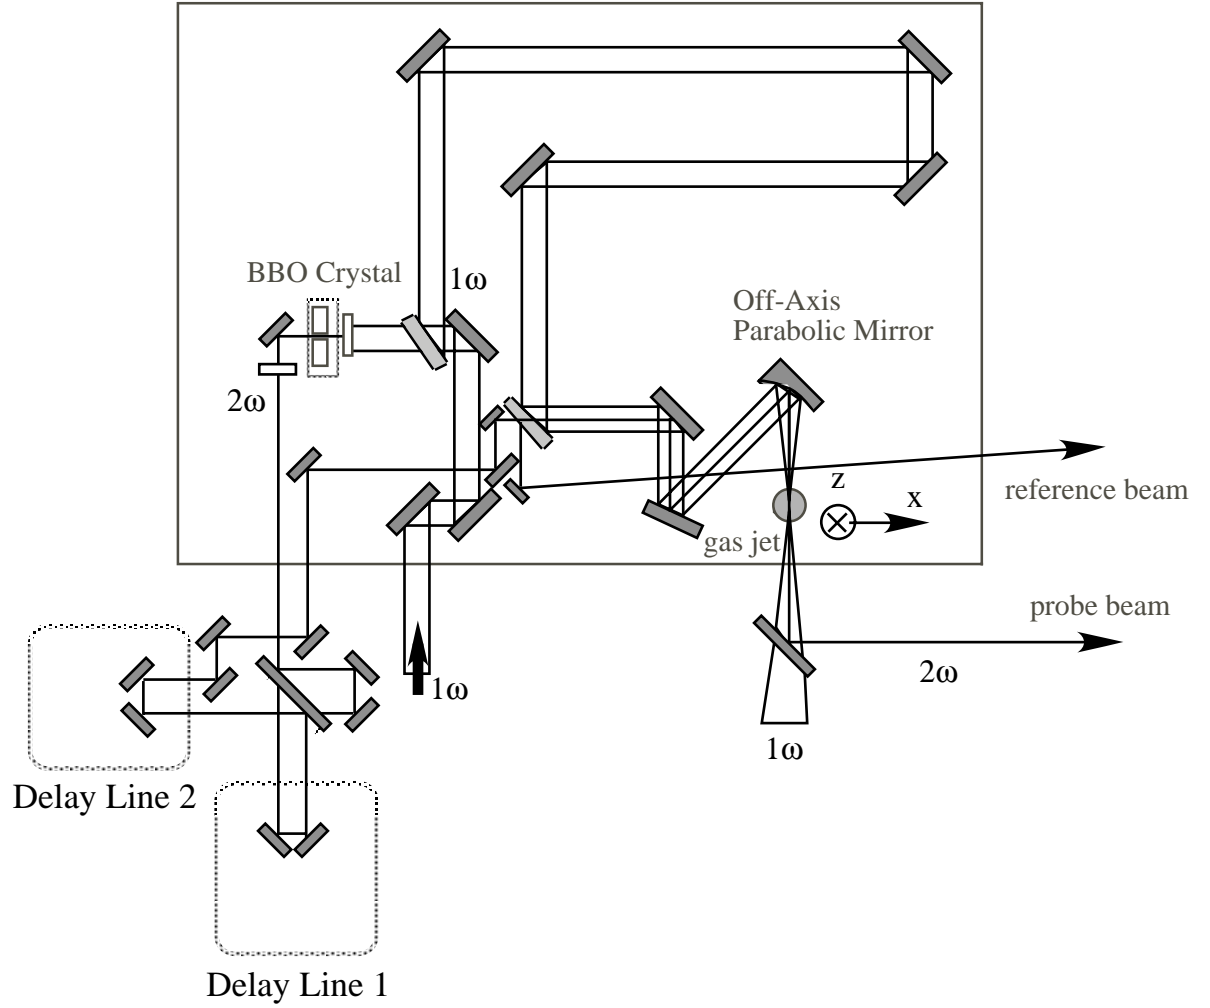 BBO Crystal
1ω
Off-Axis
Parabolic Mirror
2ω
z
x
reference beam
gas jet
probe beam
2ω
1ω
1ω
Delay Line 2
Delay Line 1